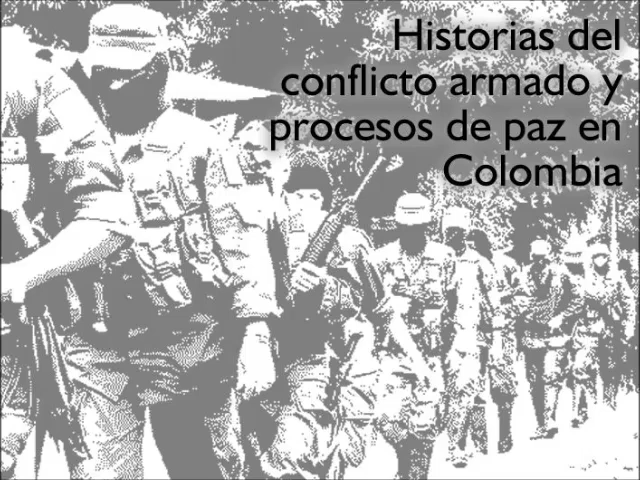 Historias del
conflicto armado y
procesos de paz en
Colombia